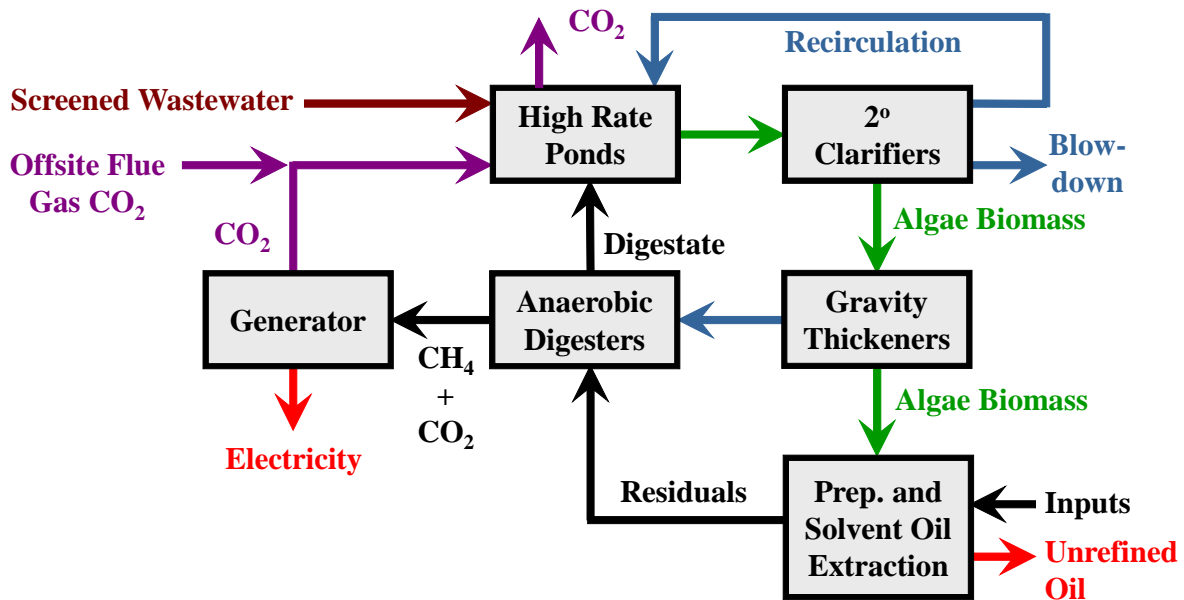 CO₂
Recirculation
Screened Wastewater
High Rate
Ponds
2º
Clarifiers
Offsite Flue
Gas CO₂
Blow-
down
CO₂
Digestate
Algae Biomass
Generator
Anaerobic
Digesters
Gravity
Thickeners
CH₄
+
CO₂
Algae Biomass
Electricity
Residuals
Prep. and
Solvent Oil
Extraction
Inputs
Unrefined
Oil